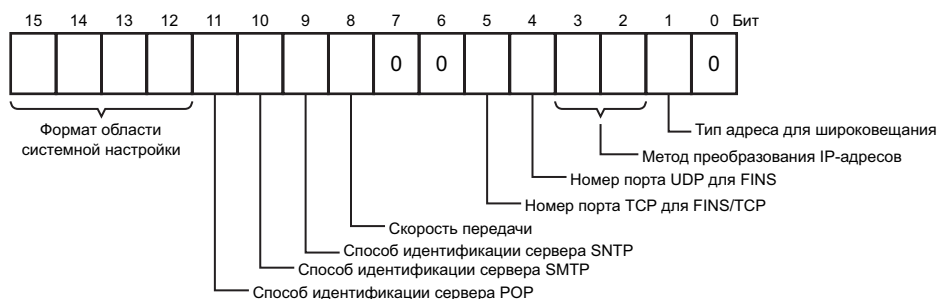 15 14 13 12 11 10 9 8 7 6 5 4 3 2 1 0 Бит
0 0 0
Формат области
системной настройки
Тип адреса для широковещания
Метод преобразования IP-адресов
Номер порта UDP для FINS
Номер порта TCP для FINS/TCP
Скорость передачи
Способ идентификации сервера SNTP
Способ идентификации сервера SMTP
Способ идентификации сервера POP